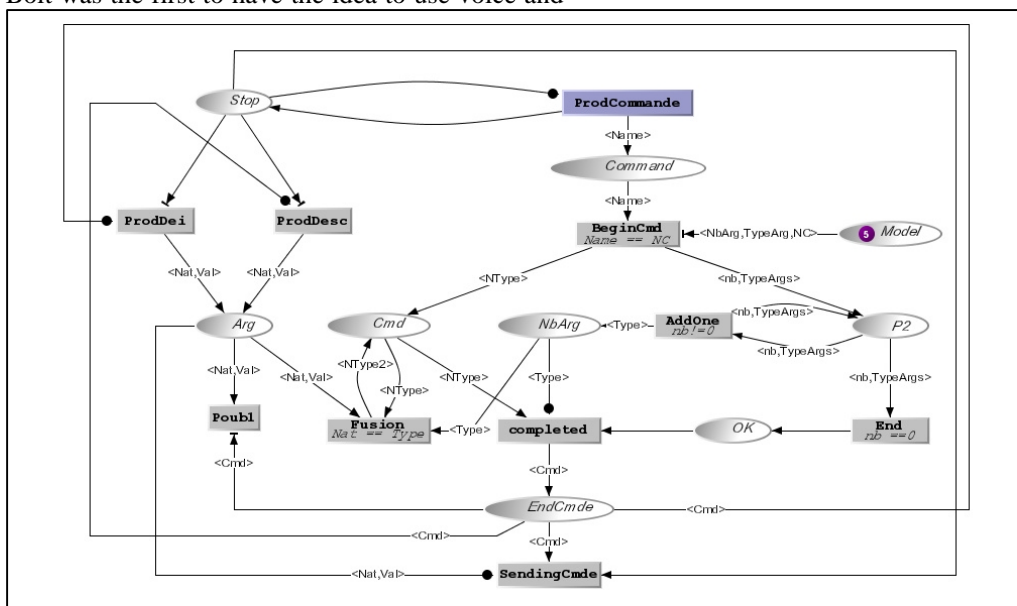 Bolt was the first to have the idea to use voice and
Stop
ProdCommande
<Name>
Command
<Name>
ProdDei
ProdDesc
BeginCmd
Name == NC
<NbArg,TypeArg,NC>
5 Model
<Nat,Val>
<Nat,Val>
<NType>
<nb,TypeArgs>
Arg
Cmd
NbArg
<Type>
AddOne
nb!=0
<nb,TypeArgs>
P2
<nb,TypeArgs>
<Nat,Val>
<Nat,Val>
<NType2>
<NType>
<NType>
<Type>
<nb,TypeArgs>
Poubl
Fusion
Nat == Type
<Type>
completed
OK
End
nb ==0
<Cmd>
<Cmd>
EndCmde
<Cmd>
<Cmd>
<Cmd>
<Nat,Val>
SendingCmde